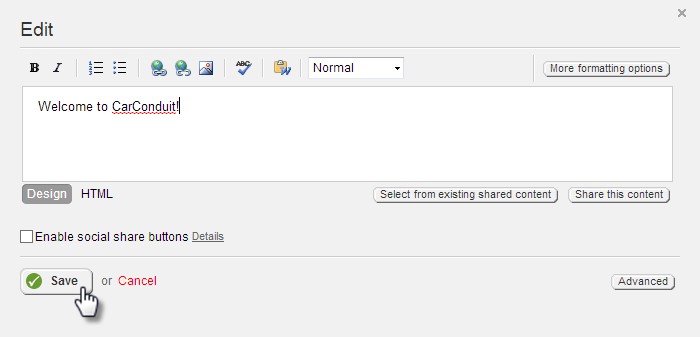 Edit
B I ABC W Normal More formatting options
Welcome to CarConduit!
Design HTML Select from existing shared content Share this content
Enable social share buttons Details
Save or Cancel Advanced